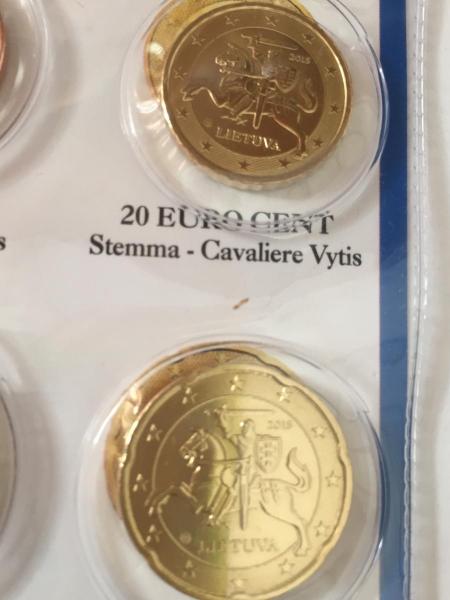 2015
LIETUVA
20 EURO CENT
Stemma - Cavaliere Vytis
s
2015
LIETUVA